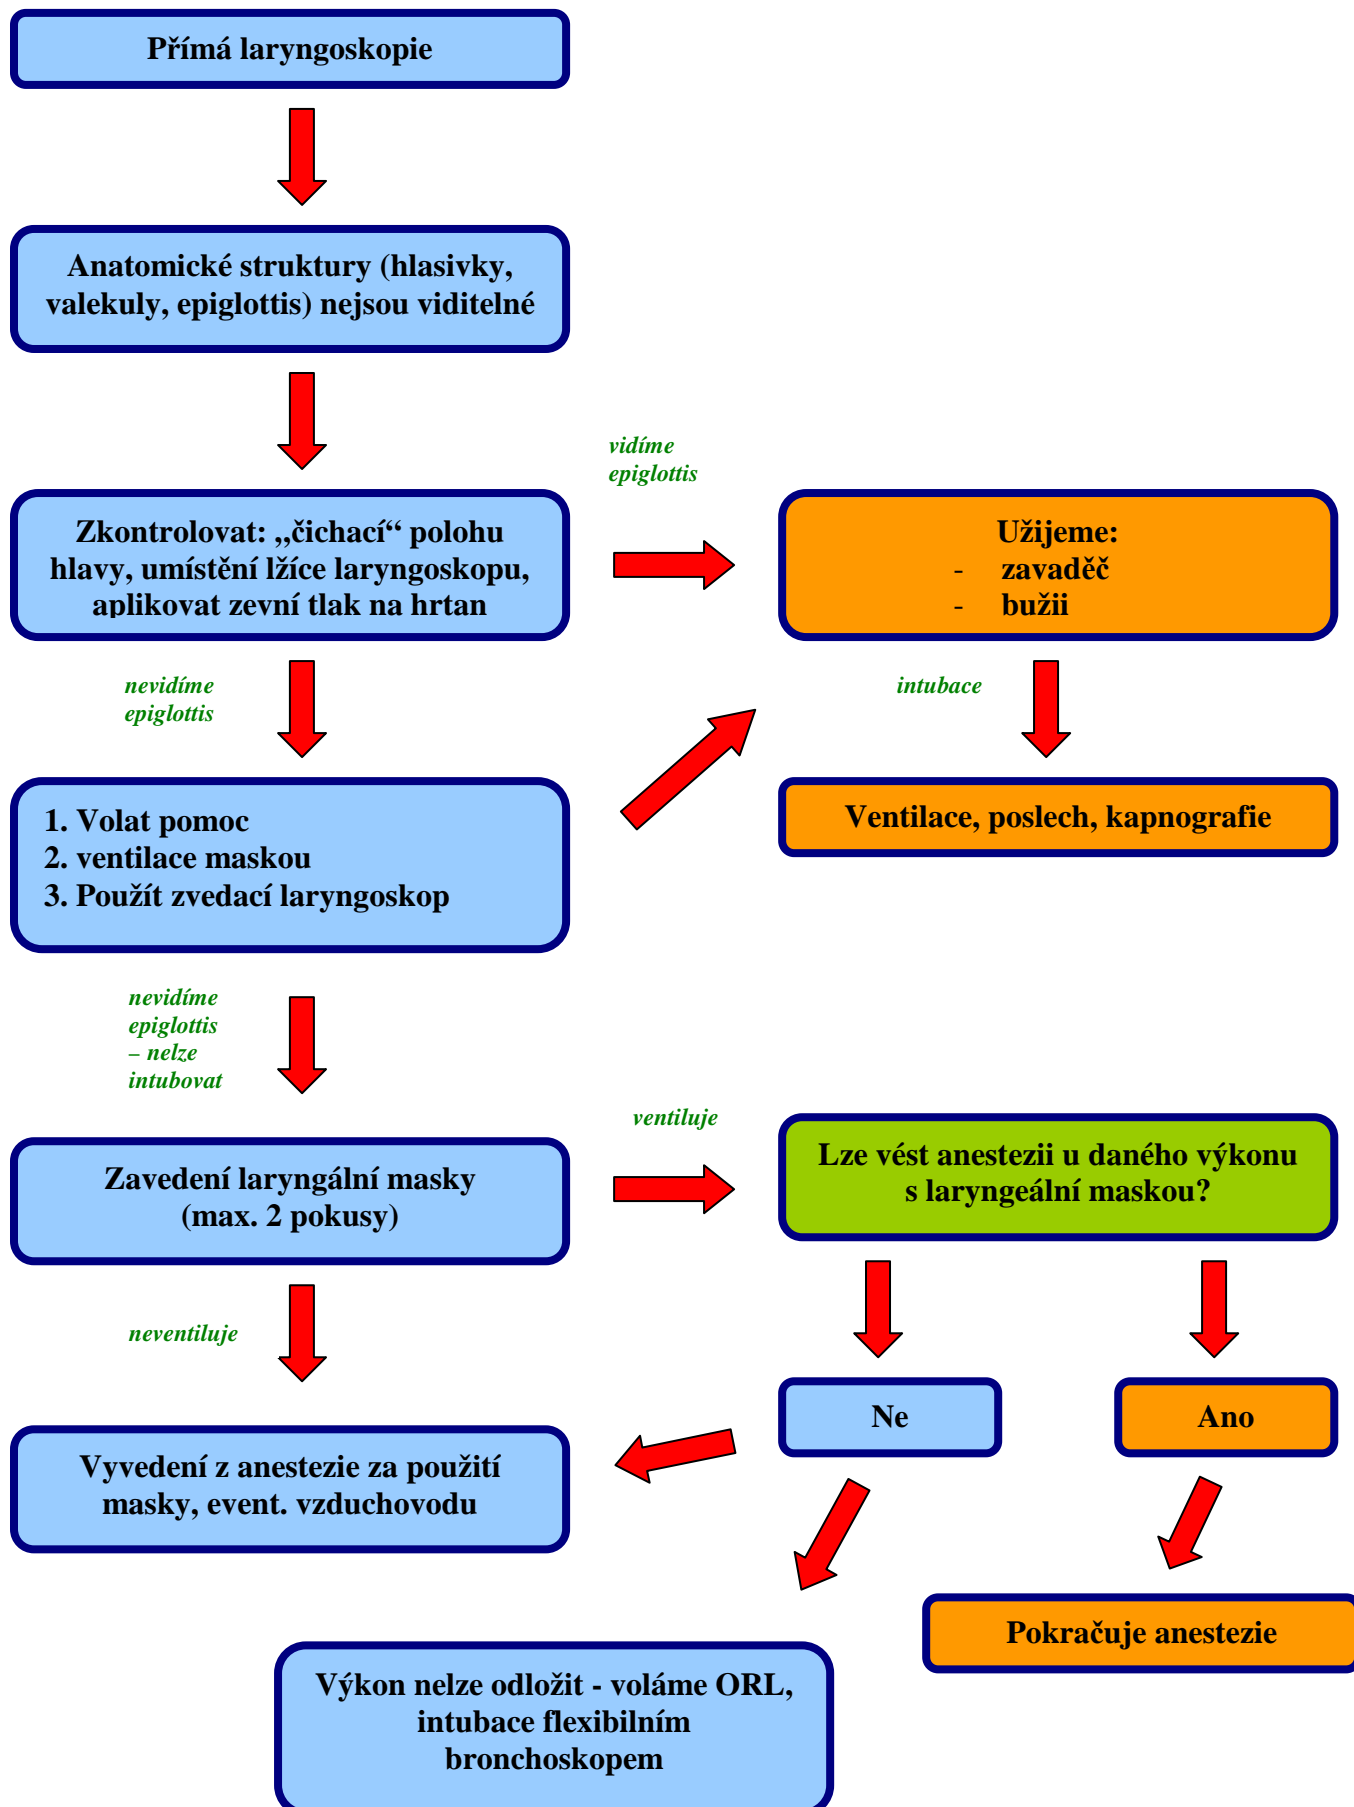 Přímá laryngoskopie
Anatomické struktury (hlasivky,
valekuly, epiglottis) nejsou viditelné
vidíme
epiglottis
Zkontrolovat: „čichací“ polohu
hlavy, umístění lžíce laryngoskopu,
aplikovat zevní tlak na hrtan
Užijeme:
- zavaděč
- bužii
nevidíme
epiglottis
intubace
1. Volat pomoc
2. ventilace maskou
3. Použít zvedací laryngoskop
Ventilace, poslech, kapnografie
nevidíme
epiglottis
– nelze
intubovat
ventiluje
Zavedení laryngální masky
(max. 2 pokusy)
Lze vést anestezii u daného výkonu
s laryngeální maskou?
neventiluje
Ne
Ano
Vyvedení z anestezie za použití
masky, event. vzduchovodu
Pokračuje anestezie
Výkon nelze odložit - voláme ORL,
intubace flexibilním
bronchoskopem